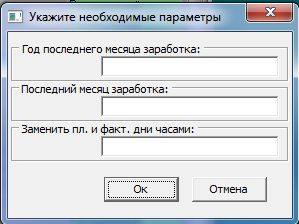 Укажите необходимые параметры
Год последнего месяца заработка:
Последний месяц заработка:
Заменить пл. и факт. дни часами:
Ок
Отмена